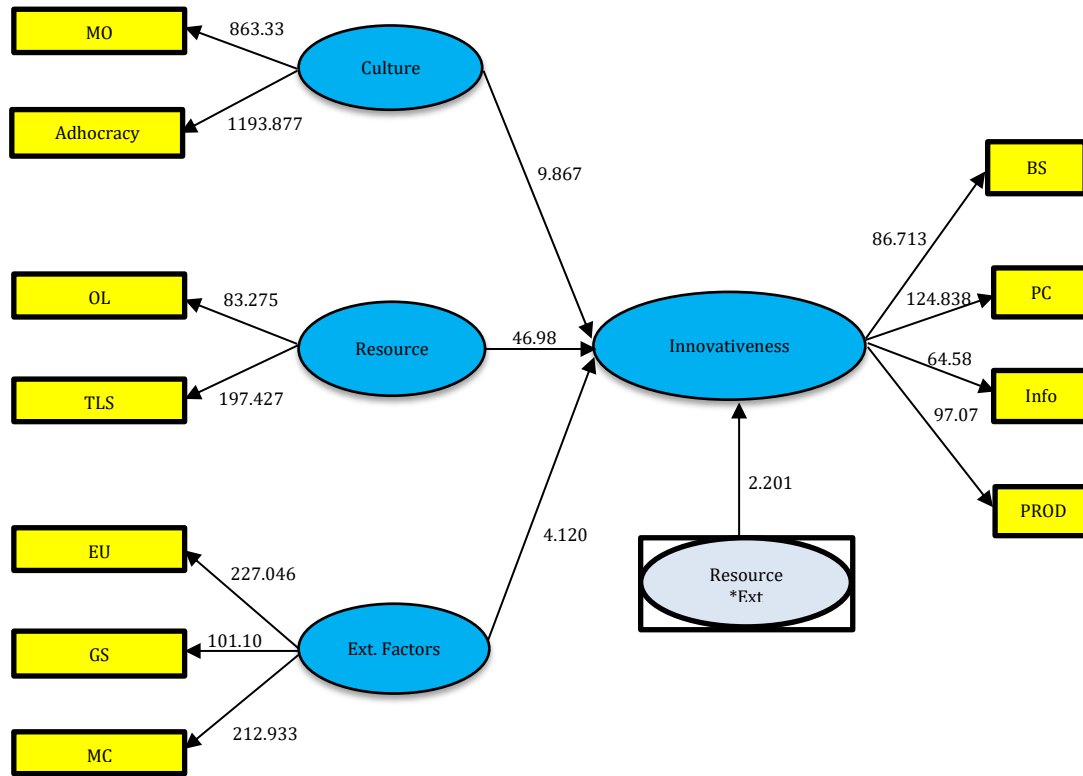 MO
863.33
Culture
Adhocracy
1193.877
9.867
BS
86.713
OL
83.275
PC
124.838
Resource
46.98
Innovativeness
64.58
Info
TLS
197.427
97.07
2.201
PROD
EU
227.046
4.120
Resource
*Ext
GS
101.10
Ext. Factors
212.933
MC